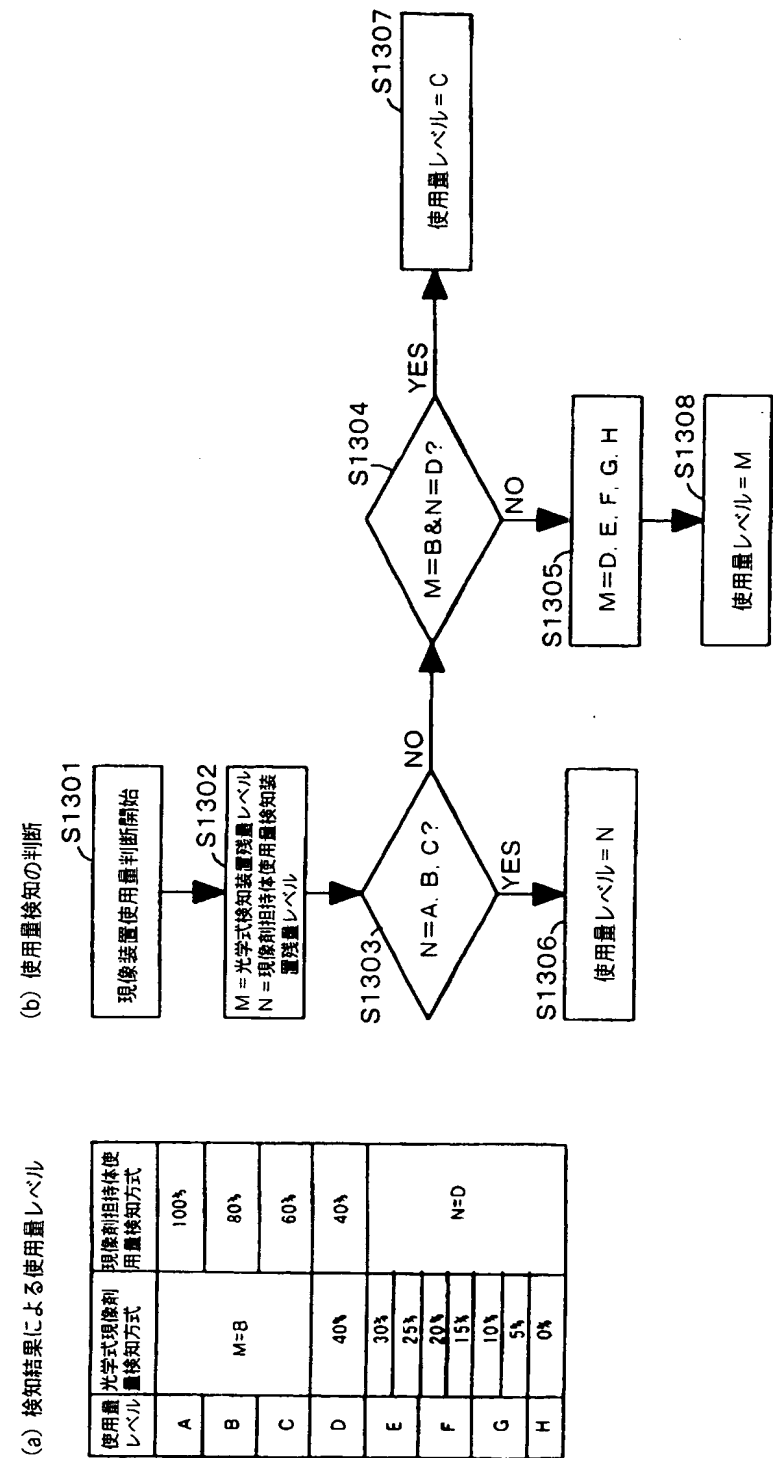 (a) 検知結果による使用量レベル
使用量
レベル
光学式現像剤
量検知方式
現像剤担持体使
用量検知方式
A
M=B
100%
B
80%
C
60%
D
40%
40%
E
30%
25%
N=D
F
20%
15%
G
10%
5%
H
0%
(b) 使用量検知の判断
S1301
現像装置使用量判断開始
S1302
M=光学式検知装置残量レベル
N=現像剤担持体使用量検知装
置残量レベル
S1303
N=A. B. C?
YES
NO
S1306
使用量レベル=N
S1304
M=B&N=D?
YES
NO
S1307
使用量レベル=C
S1305
M=D. E. F. G. H
S1308
使用量レベル=M